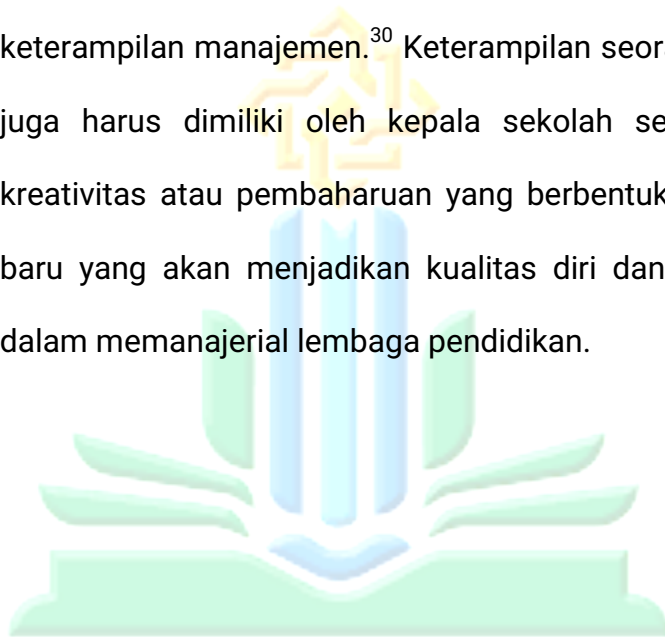 keterampilan manajemen.30 Keterampilan seor
juga harus dimiliki oleh kepala sekolah se
kreativitas atau pembaharuan yang berbentuk
baru yang akan menjadikan kualitas diri dan
dalam memanajerial lembaga pendidikan.